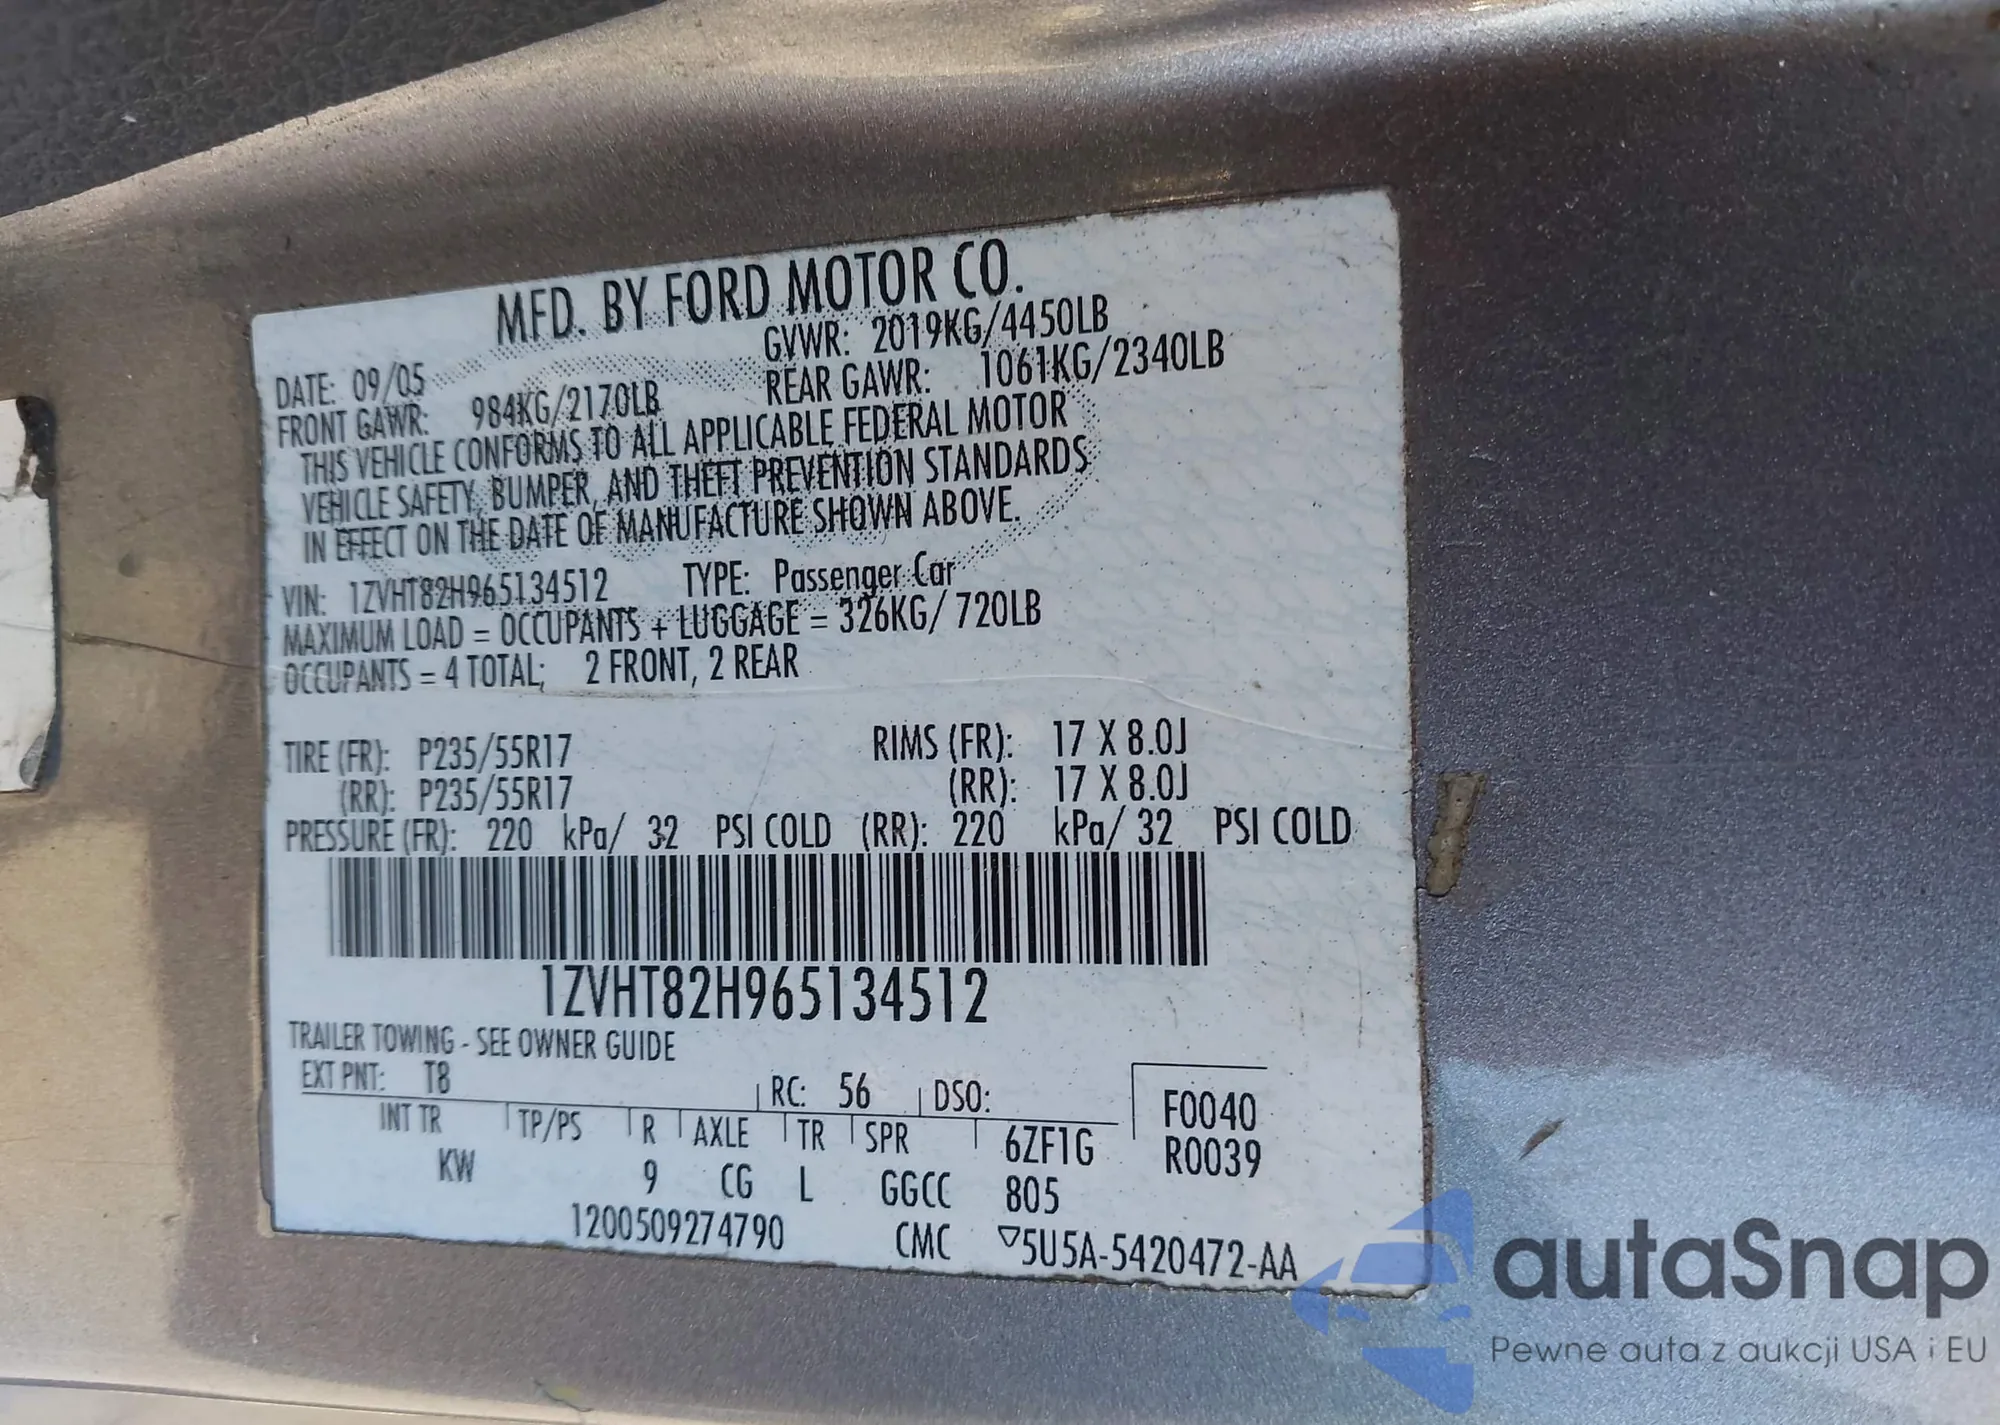 MFD. BY FORD MOTOR CO.
DATE: 09/05 GVWR: 2019KG/4450LB
FRONT GAWR: 984KG/2170LB REAR GAWR: 1061KG/2340LB
THIS VEHICLE CONFORMS TO ALL APPLICABLE FEDERAL MOTOR
VEHICLE SAFETY, BUMPER, AND THEFT PREVENTION STANDARDS
IN EFFECT ON THE DATE OF MANUFACTURE SHOWN ABOVE.
VIN: 1ZVHT82H965134512 TYPE: Passenger Car
MAXIMUM LOAD = OCCUPANTS + LUGGAGE = 326KG/ 720LB
OCCUPANTS = 4 TOTAL; 2 FRONT, 2 REAR
TIRE (FR): P235/55R17 RIMS (FR): 17 X 8.0J
(RR): P235/55R17 (RR): 17 X 8.0J
PRESSURE (FR): 220 kPa/ 32 PSI COLD (RR): 220 kPa/ 32 PSI COLD
1ZVHT82H965134512
TRAILER TOWING - SEE OWNER GUIDE
EXT PNT: T8 RC: 56 DSO: F0040
INT TR TP/PS R AXLE TR SPR 6ZF1G R0039
KW 9 CG L GGCC 805
1200509274790 CMC ▽5U5A-5420472-AA
autaSnap
Pewne auta z aukcji USA i EU